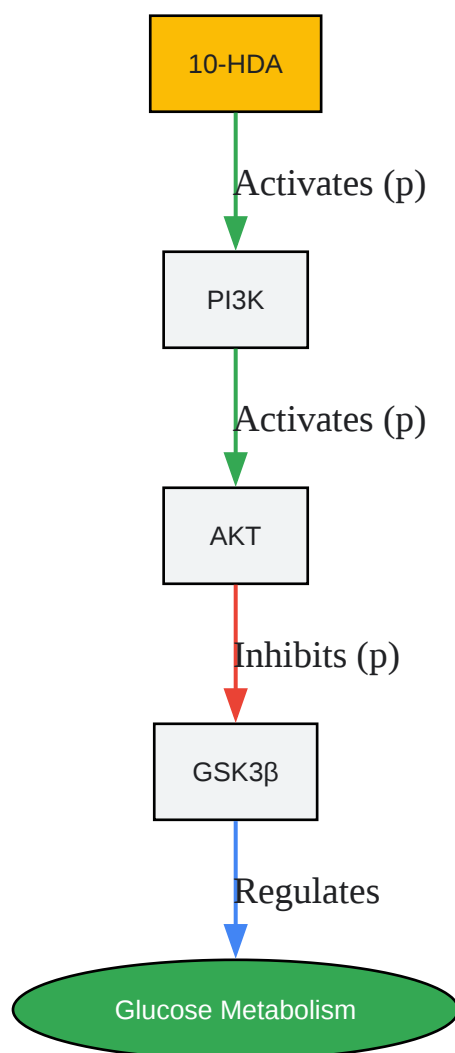 10-HDA
Activates (p)
PI3K
Activates (p)
AKT
Inhibits (p)
GSK3β
Regulates
Glucose Metabolism